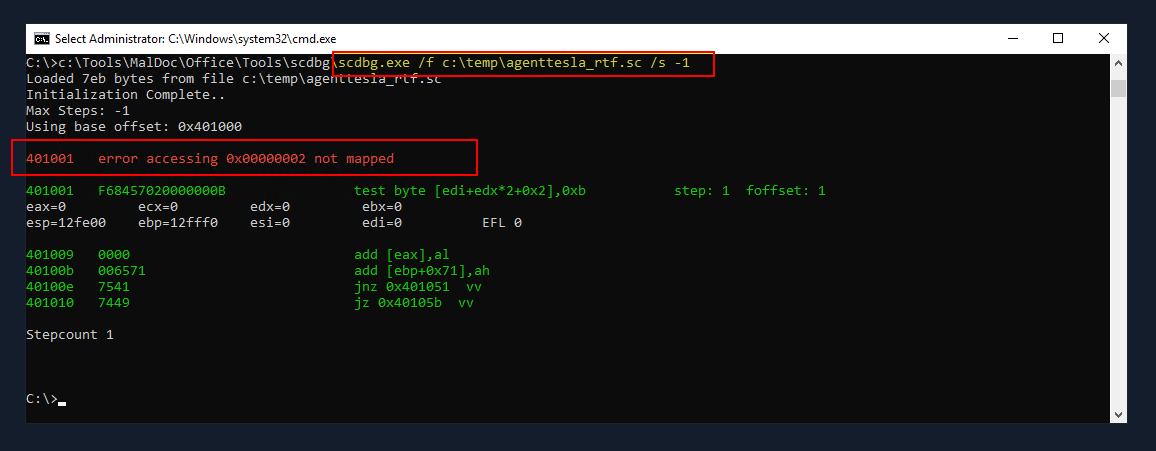 Select Administrator: C:\Windows\system32\cmd.exe
C:\>c:\Tools\MalDoc\Office\Tools\scdbg\scdbg.exe /f c:\temp\agenttesla_rtf.sc /s -1
Loaded 7eb bytes from file c:\temp\agenttesla_rtf.sc
Initialization Complete..
Max Steps: -1
Using base offset: 0x401000
401001 error accessing 0x00000002 not mapped
401001 F68457020000000B test byte [edi+edx*2+0x2],0xb step: 1 foffset: 1
eax=0 ecx=0 edx=0 ebx=0
esp=12fe00 ebp=12fff0 esi=0 edi=0 EFL 0
401009 0000 add [eax],al
40100b 006571 add [ebp+0x71],ah
40100e 7541 jnz 0x401051 vv
401010 7449 jz 0x40105b vv
Stepcount 1
C:\>